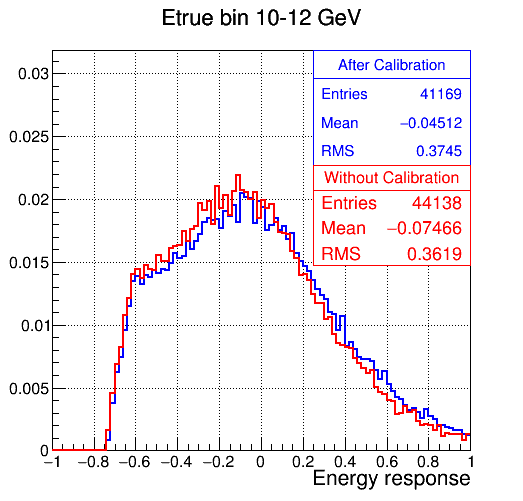 Etrue bin 10-12 GeV
After Calibration
Entries 41169
Mean −0.04512
RMS 0.3745
Without Calibration
Entries 44138
Mean −0.07466
RMS 0.3619
0.03
0.025
0.02
0.015
0.01
0.005
0
−1 −0.8 −0.6 −0.4 −0.2 0 0.2 0.4 0.6 0.8 1
Energy response